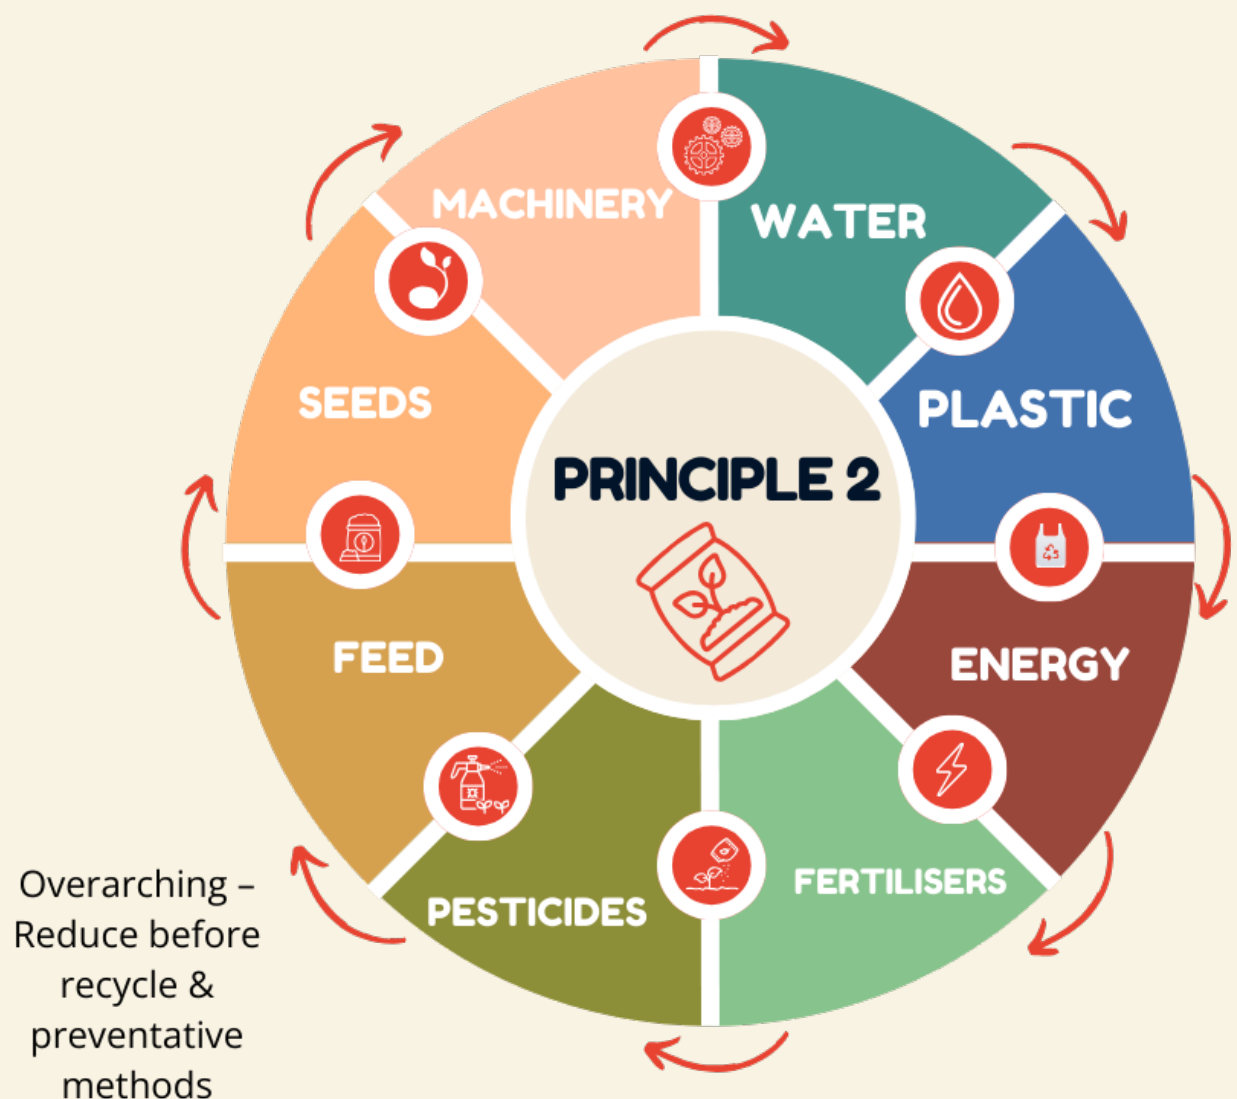 MACHINERY
WATER
SEEDS
PLASTIC
PRINCIPLE 2
FEED
ENERGY
PESTICIDES
FERTILISERS
Overarching –
Reduce before
recycle &
preventative
methods